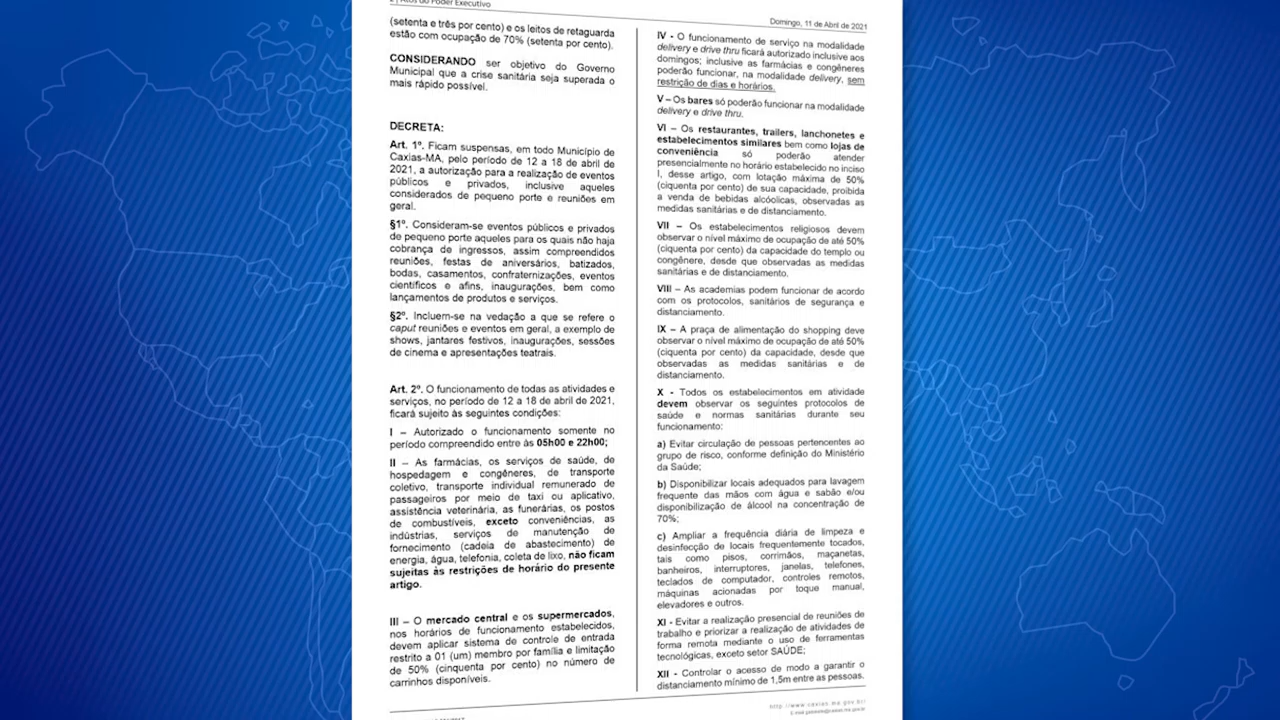 2 | Atos do Poder Executivo
Domingo, 11 de Abril de 2021
(setenta e três por cento) e os leitos de retaguarda
estão com ocupação de 70% (setenta por cento).
CONSIDERANDO ser objetivo do Governo
Municipal que a crise sanitária seja superada o
mais rápido possível.
DECRETA:
Art. 1º. Ficam suspensas, em todo Município de
Caxias-MA, pelo período de 12 a 18 de abril de
2021, a autorização para a realização de eventos
públicos e privados, inclusive aqueles
considerados de pequeno porte e reuniões em
geral.
§1º. Consideram-se eventos públicos e privados
de pequeno porte aqueles para os quais não haja
cobrança de ingressos, assim compreendidos
reuniões, festas de aniversários, batizados,
bodas, casamentos, confraternizações, eventos
científicos e afins, inaugurações, bem como
lançamentos de produtos e serviços.
§2º. Incluem-se na vedação a que se refere o
caput reuniões e eventos em geral, a exemplo de
shows, jantares festivos, inaugurações, sessões
de cinema e apresentações teatrais.
Art. 2º. O funcionamento de todas as atividades e
serviços, no período de 12 a 18 de abril de 2021,
ficará sujeito às seguintes condições:
I – Autorizado o funcionamento somente no
período compreendido entre às 05h00 e 22h00;
II – As farmácias, os serviços de saúde, de
hospedagem e congêneres, de transporte
coletivo, transporte individual remunerado de
passageiros por meio de taxi ou aplicativo,
assistência veterinária, as funerárias, os postos
de combustíveis, exceto conveniências, as
indústrias, serviços de manutenção de
fornecimento (cadeia de abastecimento) de
energia, água, telefonia, coleta de lixo, não ficam
sujeitas às restrições de horário do presente
artigo.
III – O mercado central e os supermercados,
nos horários de funcionamento estabelecidos,
devem aplicar sistema de controle de entrada
restrito a 01 (um) membro por família e limitação
de 50% (cinquenta por cento) no número de
carrinhos disponíveis.
IV - O funcionamento de serviço na modalidade
delivery e drive thru ficará autorizado inclusive aos
domingos; inclusive as farmácias e congêneres
poderão funcionar, na modalidade delivery, sem
restrição de dias e horários.
V – Os bares só poderão funcionar na modalidade
delivery e drive thru.
VI – Os restaurantes, trailers, lanchonetes e
estabelecimentos similares bem como lojas de
conveniência só poderão atender
presencialmente no horário estabelecido no inciso
I, desse artigo, com lotação máxima de 50%
(ciquenta por cento) de sua capacidade, proibida
a venda de bebidas alcóolicas, observadas as
medidas sanitárias e de distanciamento.
VII – Os estabelecimentos religiosos devem
observar o nível máximo de ocupação de até 50%
(ciquenta por cento) da capacidade do templo ou
congênere, desde que observadas as medidas
sanitárias e de distanciamento.
VIII – As academias podem funcionar de acordo
com os protocolos, sanitários de segurança e
distanciamento.
IX – A praça de alimentação do shopping deve
observar o nível máximo de ocupação de até 50%
(ciquenta por cento) da capacidade, desde que
observadas as medidas sanitárias e de
distanciamento.
X - Todos os estabelecimentos em atividade
devem observar os seguintes protocolos de
saúde e normas sanitárias durante seu
funcionamento:
a) Evitar circulação de pessoas pertencentes ao
grupo de risco, conforme definição do Ministério
da Saúde;
b) Disponibilizar locais adequados para lavagem
frequente das mãos com água e sabão e/ou
disponibilização de álcool na concentração de
70%;
c) Ampliar a frequência diária de limpeza e
desinfecção de locais frequentemente tocados,
tais como pisos, corrimãos, maçanetas,
banheiros, interruptores, janelas, telefones,
teclados de computador, controles remotos,
máquinas acionadas por toque manual,
elevadores e outros.
XI - Evitar a realização presencial de reuniões de
trabalho e priorizar a realização de atividades de
forma remota mediante o uso de ferramentas
tecnológicas, exceto setor SAÚDE;
XII - Controlar o acesso de modo a garantir o
distanciamento mínimo de 1,5m entre as pessoas.
http://www.caxias.ma.gov.br/